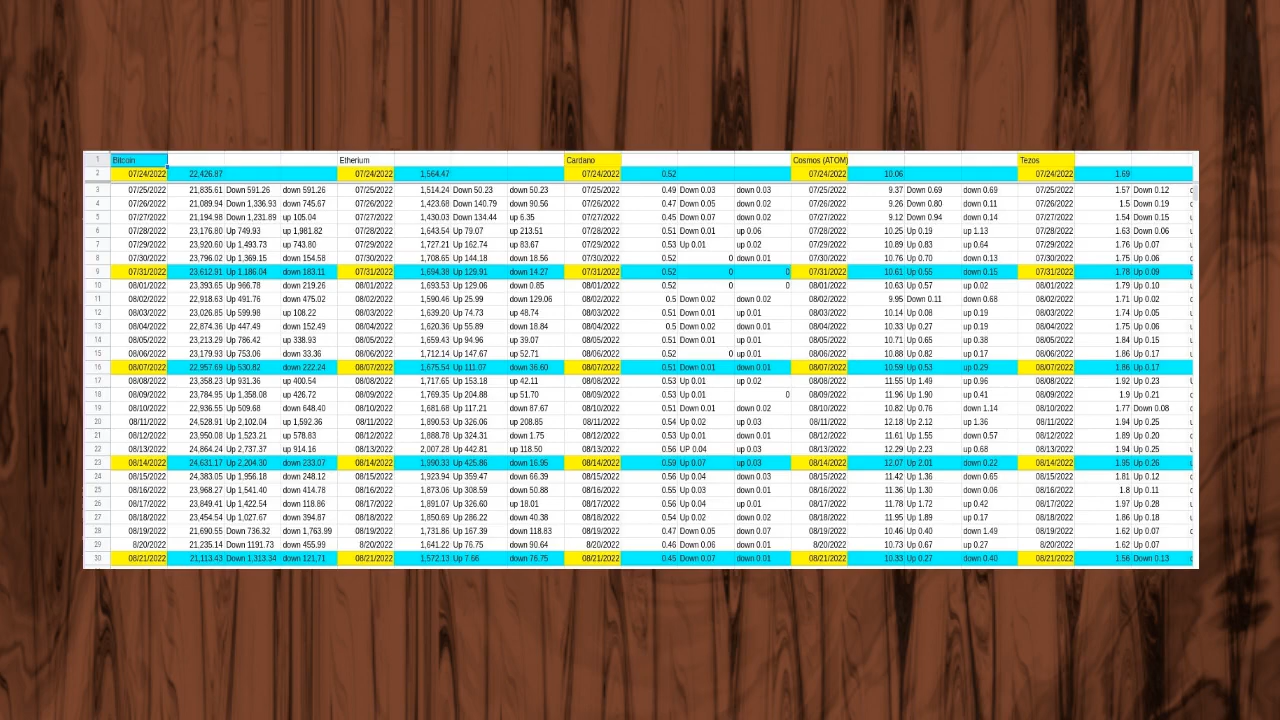 1 Bitcoin Etherium Cardano Cosmos (ATOM) Tezos
2 07/24/2022 22,426.87 07/24/2022 1,564.47 07/24/2022 0.52 07/24/2022 10.06 07/24/2022 1.69
3 07/25/2022 21,835.61 Down 591.26 down 591.26 07/25/2022 1,514.24 Down 50.23 down 50.23 07/25/2022 0.49 Down 0.03 down 0.03 07/25/2022 9.37 Down 0.69 down 0.69 07/25/2022 1.57 Down 0.12
4 07/26/2022 21,089.94 Down 1,336.93 down 745.67 07/26/2022 1,423.68 Down 140.79 down 90.56 07/26/2022 0.47 Down 0.05 down 0.02 07/26/2022 9.26 Down 0.80 down 0.11 07/26/2022 1.5 Down 0.19
5 07/27/2022 21,194.98 Down 1,231.89 up 105.04 07/27/2022 1,430.03 Down 134.44 up 6.35 07/27/2022 0.45 Down 0.07 down 0.02 07/27/2022 9.12 Down 0.94 down 0.14 07/27/2022 1.54 Down 0.15
6 07/28/2022 23,176.80 Up 749.93 up 1,981.82 07/28/2022 1,643.54 Up 79.07 up 213.51 07/28/2022 0.51 Down 0.01 up 0.06 07/28/2022 10.25 Up 0.19 up 1.13 07/28/2022 1.63 Down 0.06
7 07/29/2022 23,920.60 Up 1,493.73 up 743.80 07/29/2022 1,727.21 Up 162.74 up 83.67 07/29/2022 0.53 Up 0.01 up 0.02 07/29/2022 10.89 Up 0.83 up 0.64 07/29/2022 1.76 Up 0.07
8 07/30/2022 23,796.02 Up 1,369.15 down 154.58 07/30/2022 1,708.65 Up 144.18 down 18.56 07/30/2022 0.52 0 down 0.01 07/30/2022 10.76 Up 0.70 down 0.13 07/30/2022 1.75 Up 0.06
9 07/31/2022 23,612.91 Up 1,186.04 down 183.11 07/31/2022 1,694.38 Up 129.91 down 14.27 07/31/2022 0.52 0 0 07/31/2022 10.61 Up 0.55 down 0.15 07/31/2022 1.78 Up 0.09
10 08/01/2022 23,393.65 Up 966.78 down 219.26 08/01/2022 1,693.53 Up 129.06 down 0.85 08/01/2022 0.52 0 0 08/01/2022 10.63 Up 0.57 up 0.02 08/01/2022 1.79 Up 0.10
11 08/02/2022 22,918.63 Up 491.76 down 475.02 08/02/2022 1,590.46 Up 25.99 down 129.06 08/02/2022 0.5 Down 0.02 down 0.02 08/02/2022 9.95 Down 0.11 down 0.68 08/02/2022 1.71 Up 0.02
12 08/03/2022 23,026.85 Up 599.98 up 108.22 08/03/2022 1,639.20 Up 74.73 up 48.74 08/03/2022 0.51 Down 0.01 up 0.01 08/03/2022 10.14 Up 0.08 up 0.19 08/03/2022 1.74 Up 0.05
13 08/04/2022 22,874.36 Up 447.49 down 152.49 08/04/2022 1,620.36 Up 55.89 down 18.84 08/04/2022 0.5 Down 0.02 down 0.01 08/04/2022 10.33 Up 0.27 up 0.19 08/04/2022 1.75 Up 0.06
14 08/05/2022 23,213.29 Up 786.42 up 338.93 08/05/2022 1,659.43 Up 94.96 up 39.07 08/05/2022 0.51 Down 0.01 up 0.01 08/05/2022 10.71 Up 0.65 up 0.38 08/05/2022 1.84 Up 0.15
15 08/06/2022 23,179.93 Up 753.06 down 33.36 08/06/2022 1,712.14 Up 147.67 up 52.71 08/06/2022 0.52 0 up 0.01 08/06/2022 10.88 Up 0.82 up 0.17 08/06/2022 1.86 Up 0.17
16 08/07/2022 22,957.69 Up 530.82 down 222.24 08/07/2022 1,675.54 Up 111.07 down 36.60 08/07/2022 0.51 Down 0.01 down 0.01 08/07/2022 10.59 Up 0.53 down 0.29 08/07/2022 1.86 Up 0.17
17 08/08/2022 23,358.23 Up 931.36 up 400.54 08/08/2022 1,717.65 Up 153.18 up 42.11 08/08/2022 0.53 Up 0.01 up 0.02 08/08/2022 11.55 Up 1.49 up 0.96 08/08/2022 1.92 Up 0.23
18 08/09/2022 23,784.95 Up 1,358.08 up 426.72 08/09/2022 1,769.35 Up 204.88 up 51.70 08/09/2022 0.53 Up 0.01 0 08/09/2022 11.96 Up 1.90 up 0.41 08/09/2022 1.9 Up 0.21
19 08/10/2022 22,936.55 Up 509.68 down 648.40 08/10/2022 1,681.68 Up 117.21 down 87.67 08/10/2022 0.51 Down 0.01 down 0.02 08/10/2022 10.82 Up 0.76 down 1.14 08/10/2022 1.77 Down 0.08
20 08/11/2022 24,528.91 Up 2,102.04 up 1,592.36 08/11/2022 1,890.53 Up 326.06 up 208.85 08/11/2022 0.54 Up 0.02 up 0.03 08/11/2022 12.18 Up 2.12 up 1.36 08/11/2022 1.94 Up 0.25
21 08/12/2022 23,950.08 Up 1,523.21 up 578.83 08/12/2022 1,888.78 Up 324.31 down 1.75 08/12/2022 0.53 Up 0.01 down 0.01 08/12/2022 11.61 Up 1.55 down 0.57 08/12/2022 1.89 Up 0.20
22 08/13/2022 24,864.24 Up 2,737.37 up 914.16 08/13/2022 2,007.28 Up 442.81 up 118.50 08/13/2022 0.56 UP 0.04 up 0.03 08/13/2022 12.29 Up 2.23 up 0.68 08/13/2022 1.94 Up 0.25
23 08/14/2022 24,631.17 Up 2,204.30 down 233.07 08/14/2022 1,990.33 Up 425.86 down 16.95 08/14/2022 0.59 Up 0.07 up 0.03 08/14/2022 12.07 Up 2.01 down 0.22 08/14/2022 1.95 Up 0.26
24 08/15/2022 24,383.05 Up 1,956.18 down 248.12 08/15/2022 1,923.94 Up 359.47 down 66.39 08/15/2022 0.56 Up 0.04 down 0.03 08/15/2022 11.42 Up 1.36 down 0.65 08/15/2022 1.81 Up 0.12
25 08/16/2022 23,968.27 Up 1,541.40 down 414.78 08/16/2022 1,873.06 Up 308.59 down 50.88 08/16/2022 0.55 Up 0.03 down 0.01 08/16/2022 11.36 Up 1.30 down 0.06 08/16/2022 1.8 Up 0.11
26 08/17/2022 23,849.41 Up 1,422.54 down 118.86 08/17/2022 1,891.07 Up 326.60 up 18.01 08/17/2022 0.56 Up 0.04 up 0.01 08/17/2022 11.78 Up 1.72 up 0.42 08/17/2022 1.97 Up 0.28
27 08/18/2022 23,454.54 Up 1,027.67 down 394.87 08/18/2022 1,850.69 Up 286.22 down 40.38 08/18/2022 0.54 Up 0.02 down 0.02 08/18/2022 11.95 Up 1.89 up 0.17 08/18/2022 1.86 Up 0.18
28 08/19/2022 21,690.55 Down 736.32 down 1,763.99 08/19/2022 1,731.86 Up 167.39 down 118.83 08/19/2022 0.47 Down 0.05 down 0.07 08/19/2022 10.46 Up 0.40 down 1.49 08/19/2022 1.62 Up 0.07
29 8/20/2022 21,235.14 Down 1191.73 down 455.99 8/20/2022 1,641.22 Up 76.75 down 90.64 8/20/2022 0.46 Down 0.06 down 0.01 8/20/2022 10.73 Up 0.67 up 0.27 8/20/2022 1.62 Up 0.07
30 08/21/2022 21,113.43 Down 1,313.34 down 121,71 08/21/2022 1,572.13 Up 7.66 down 76.75 08/21/2022 0.45 Down 0.07 down 0.01 08/21/2022 10.33 Up 0.27 down 0.40 08/21/2022 1.56 Down 0.13